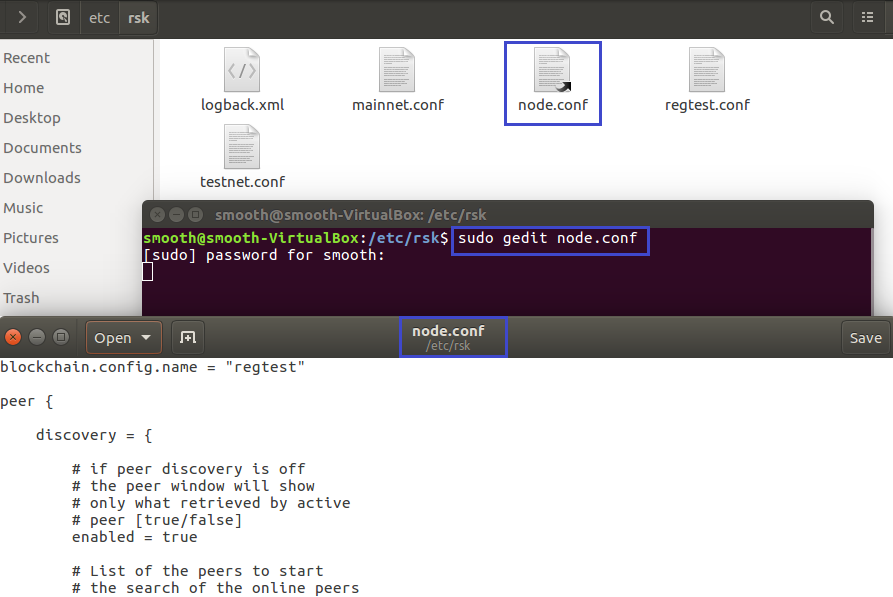 etc rsk
Recent
Home
Desktop
Documents
Downloads
Music
Pictures
Videos
Trash
logback.xml mainnet.conf node.conf regtest.conf
testnet.conf
smooth@smooth-VirtualBox: /etc/rsk
smooth@smooth-VirtualBox:/etc/rsk$ sudo gedit node.conf
[sudo] password for smooth:
Open node.conf Save
/etc/rsk
blockchain.config.name = "regtest"
peer {
discovery = {
# if peer discovery is off
# the peer window will show
# only what retrieved by active
# peer [true/false]
enabled = true
# List of the peers to start
# the search of the online peers